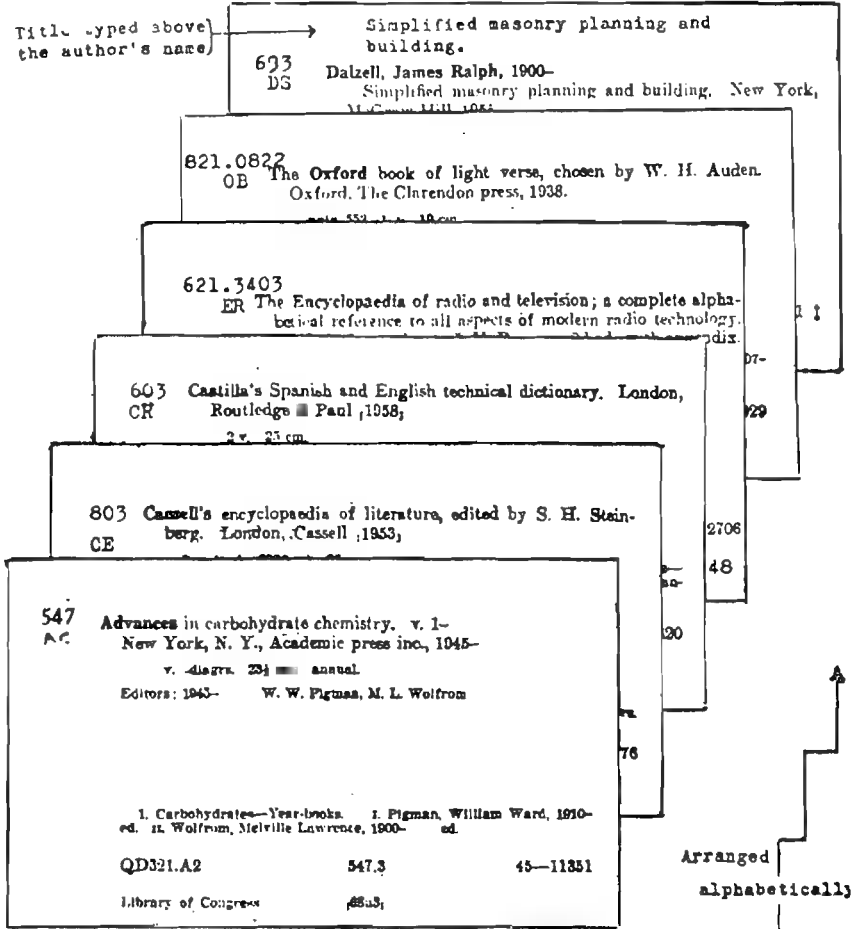 Title typed above
the author's name
Simplified masonry planning and
building.
693
DS
Dalzell, James Ralph, 1900–
Simplified masonry planning and building. New York,
821.0822
OB
The Oxford book of light verse, chosen by W. H. Auden.
Oxford, The Clarendon press, 1938.
621.3403
ER
The Encyclopaedia of radio and television; a complete alpha-
betical reference to all aspects of modern radio technology.
07-
929
603
CR
Castilla's Spanish and English technical dictionary. London,
Routledge Paul 1958
2 v. 25 cm.
2706
48
803
CE
Cassell's encyclopaedia of literature, edited by S. H. Stein-
berg. London, Cassell 1953
20
76
547
AC
Advances in carbohydrate chemistry. v. 1–
New York, N. Y., Academic press inc., 1945–
v. diagrs. annual.
Editors: 1945– W. W. Pigman, M. L. Wolfrom
1. Carbohydrates—Year-books. I. Pigman, William Ward, 1910–
ed. II. Wolfrom, Melville Lawrence, 1900– ed.
QD321.A2 547.3 45—11351
Library of Congress
Arranged
alphabetically